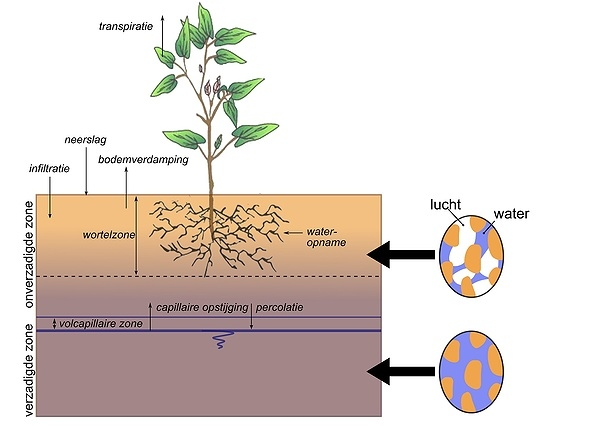 transpiratie
neerslag
bodemverdamping
infiltratie
lucht
water
wortelzone
water-
opname
onverzadigde zone
capillaire opstijging
percolatie
volcapillaire zone
verzadigde zone